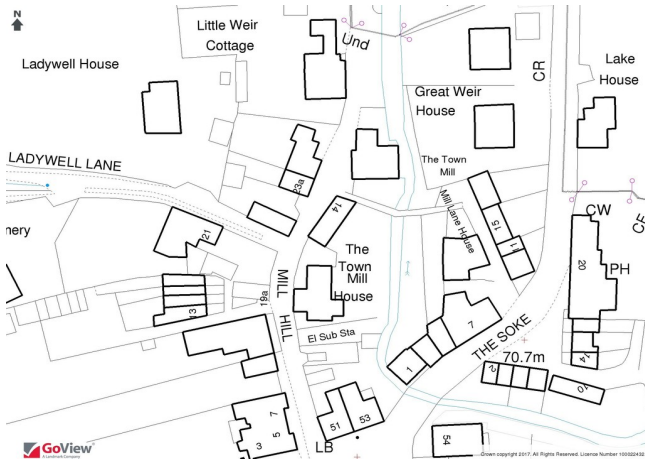 N
Little Weir
Cottage
Und
Ladywell House
Great Weir
House
CR
Lake
House
The Town
Mill
LADYWELL LANE
23a
14
Mill Lane House
15
11
CW
CF
21
20
PH
The
Town
Mill
House
MILL HILL
19a
13
El Sub Sta
7
THE SOKE
70.7m
74
1
2
10
7
5
3
51
53
LB
54
GoView
A Landmark Company
Crown copyright 2017. All Rights Reserved. Licence Number 100022432